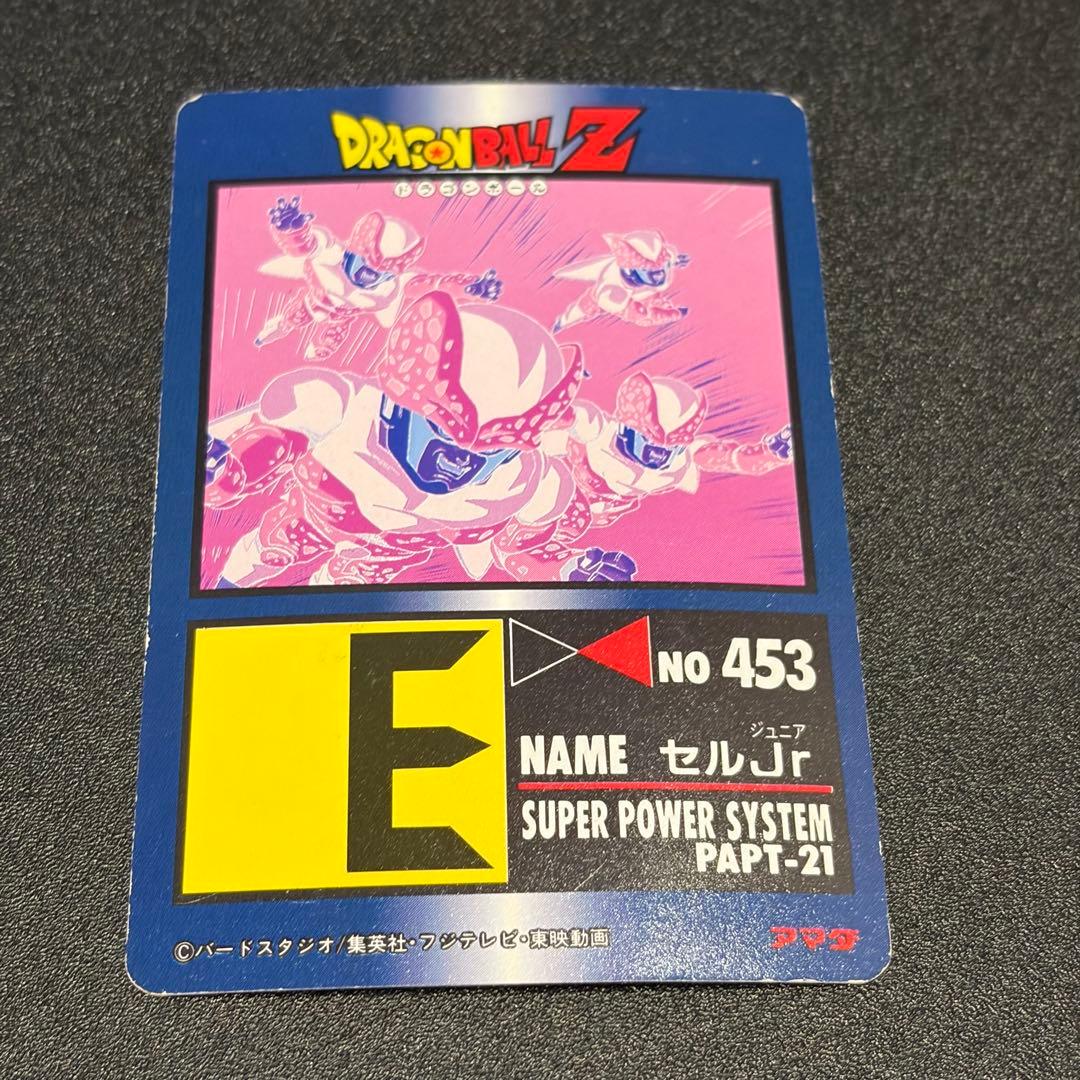 DRAGON BALL Z
ドラゴンボール
E
NO 453
ジュニア
NAME セルJr
SUPER POWER SYSTEM
PAPT-21
©バードスタジオ/集英社・フジテレビ・東映動画
アマダ